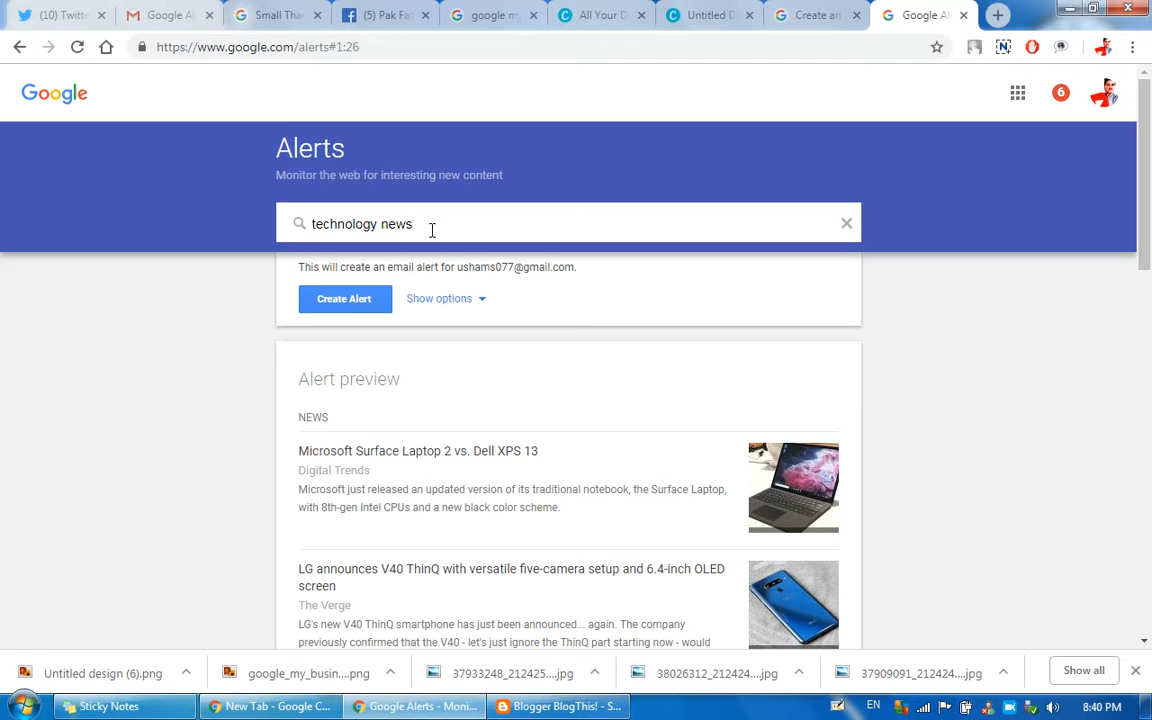 (10) Twitte
Google Al
Small Tha
(5) Pak Fa
google my
All Your D
Untitled D
Create an
Google Al
https://www.google.com/alerts#1:26
Google
6
Alerts
Monitor the web for interesting new content
technology news
This will create an email alert for ushams077@gmail.com.
Create Alert
Show options
Alert preview
NEWS
Microsoft Surface Laptop 2 vs. Dell XPS 13
Digital Trends
Microsoft just released an updated version of its traditional notebook, the Surface Laptop,
with 8th-gen Intel CPUs and a new black color scheme.
LG announces V40 ThinQ with versatile five-camera setup and 6.4-inch OLED
screen
The Verge
LG's new V40 ThinQ smartphone has just been announced... again. The company
previously confirmed that the V40 - let's just ignore the ThinQ part starting now - would
Untitled design (6).png
google_my_busin....png
37933248_212425....jpg
38026312_212424....jpg
37909091_212424....jpg
Show all
Sticky Notes
New Tab - Google C...
Google Alerts - Moni...
Blogger BlogThis! - S...
EN
8:40 PM